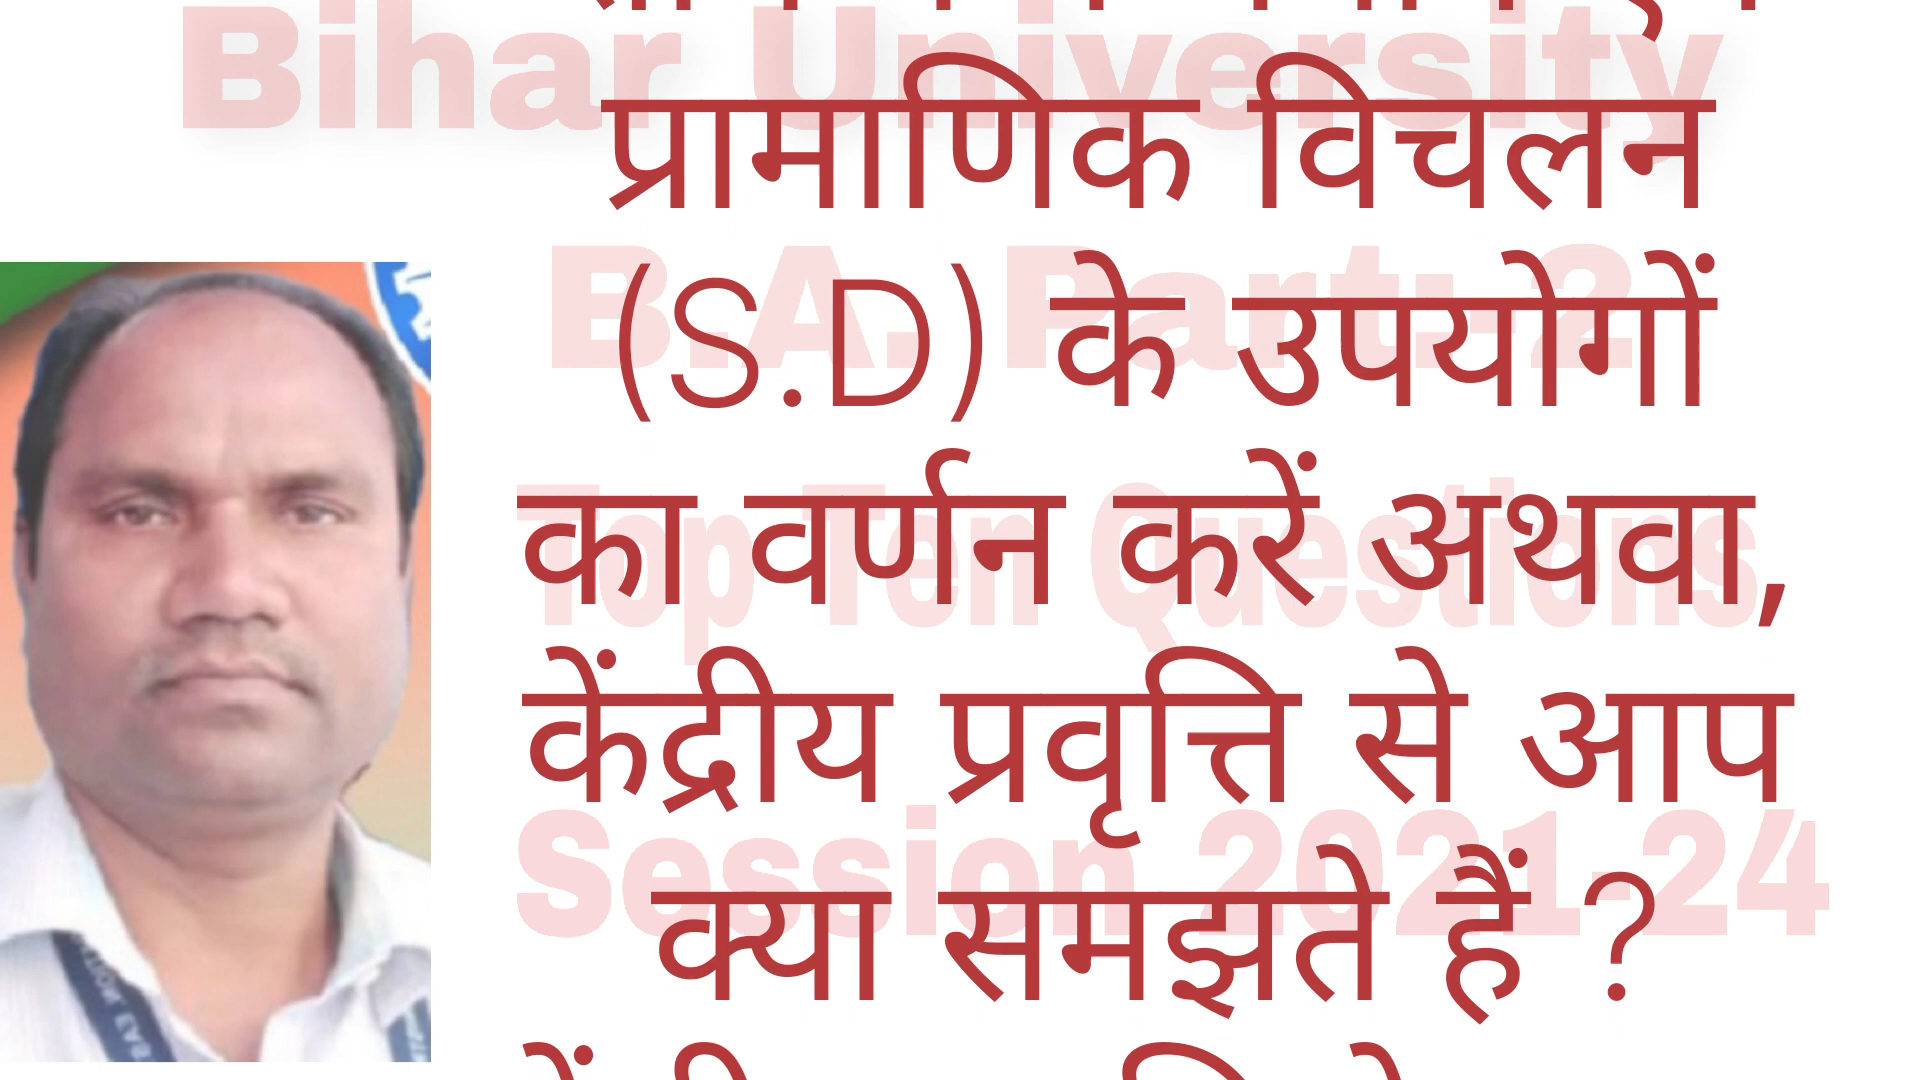 Bihar University
प्रामाणिक विचलन
B.A. Part:-2
(S.D) के उपयोगों
Top Ten Questions
का वर्णन करें अथवा,
केंद्रीय प्रवृत्ति से आप
Session 2021-24
क्या समझते हैं ?